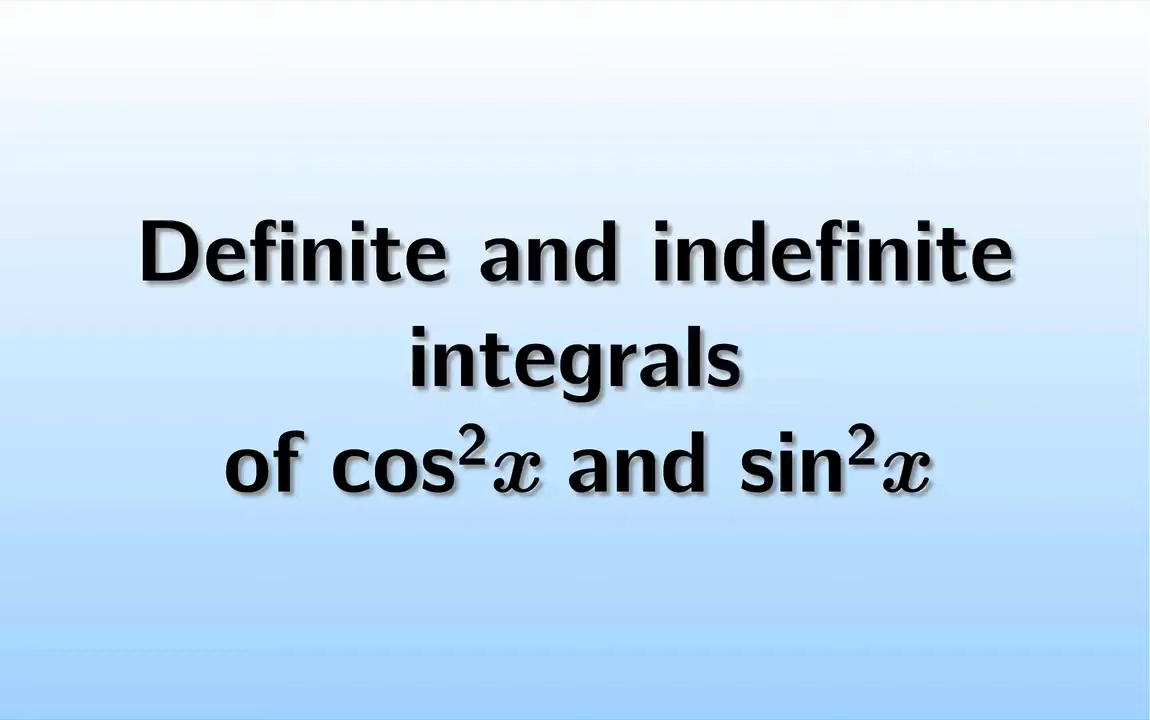 Definite and indefinite
integrals
of cos²x and sin²x